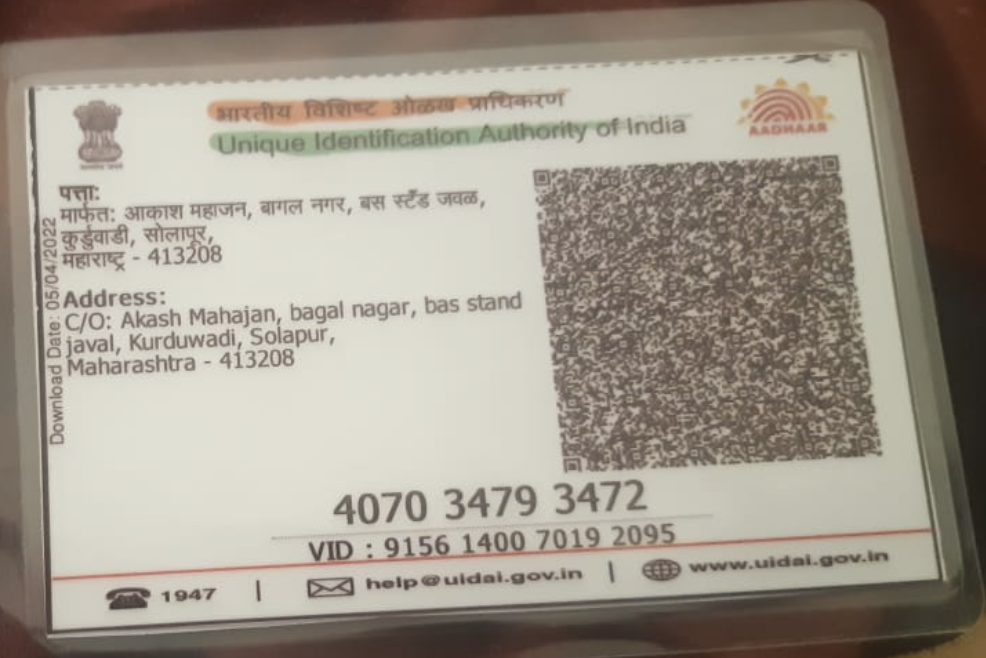 भारतीय विशिष्ट ओळख प्राधिकरण
Unique Identification Authority of India
AADHAAR
पत्ता:
मार्फत: आकाश महाजन, बागल नगर, बस स्टँड जवळ,
कुर्डुवाडी, सोलापूर,
महाराष्ट्र - 413208
Address:
C/O: Akash Mahajan, bagal nagar, bas stand
javal, Kurduwadi, Solapur,
Maharashtra - 413208
Download Date: 05/04/2022
4070 3479 3472
VID : 9156 1400 7019 2095
1947 | help@uidai.gov.in | www.uidai.gov.in